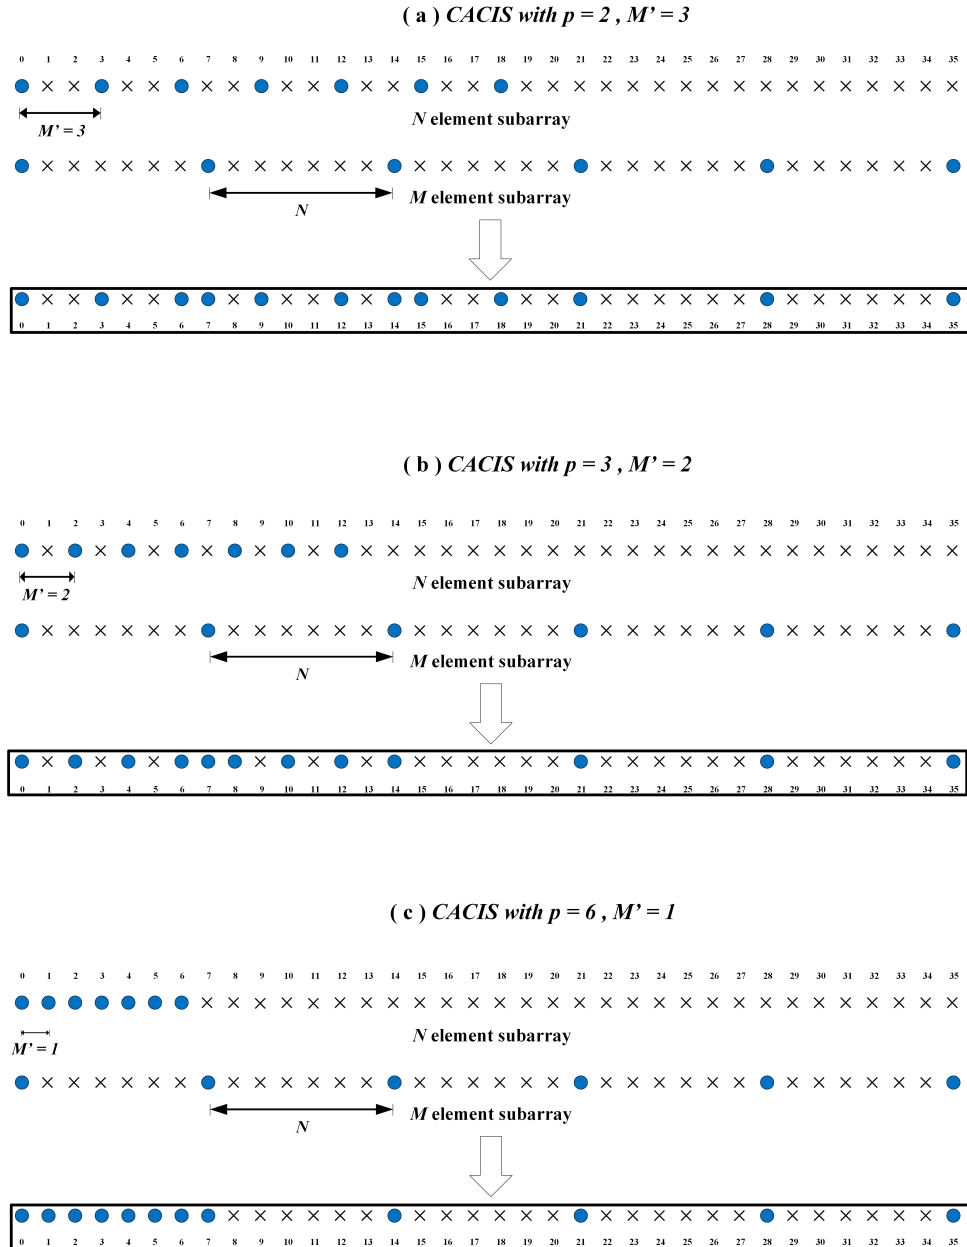 ( a ) CACIS with p = 2 , M’ = 3
0 1 2 3 4 5 6 7 8 9 10 11 12 13 14 15 16 17 18 19 20 21 22 23 24 25 26 27 28 29 30 31 32 33 34 35
M’ = 3
N element subarray
N
M element subarray
0 1 2 3 4 5 6 7 8 9 10 11 12 13 14 15 16 17 18 19 20 21 22 23 24 25 26 27 28 29 30 31 32 33 34 35
( b ) CACIS with p = 3 , M’ = 2
0 1 2 3 4 5 6 7 8 9 10 11 12 13 14 15 16 17 18 19 20 21 22 23 24 25 26 27 28 29 30 31 32 33 34 35
M’ = 2
N element subarray
N
M element subarray
0 1 2 3 4 5 6 7 8 9 10 11 12 13 14 15 16 17 18 19 20 21 22 23 24 25 26 27 28 29 30 31 32 33 34 35
( c ) CACIS with p = 6 , M’ = 1
0 1 2 3 4 5 6 7 8 9 10 11 12 13 14 15 16 17 18 19 20 21 22 23 24 25 26 27 28 29 30 31 32 33 34 35
M’ = 1
N element subarray
N
M element subarray
0 1 2 3 4 5 6 7 8 9 10 11 12 13 14 15 16 17 18 19 20 21 22 23 24 25 26 27 28 29 30 31 32 33 34 35